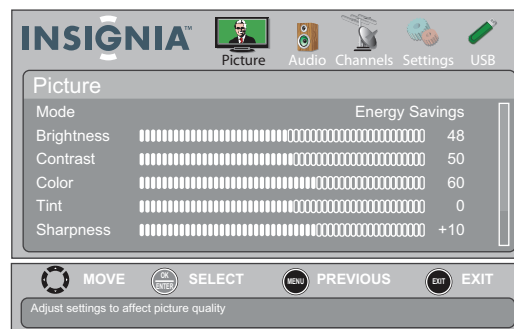 INSIGNIA™
Picture Audio Channels Settings USB
Picture
Mode Energy Savings
Brightness 48
Contrast 50
Color 60
Tint 0
Sharpness +10
MOVE OK ENTER SELECT MENU PREVIOUS EXIT EXIT
Adjust settings to affect picture quality